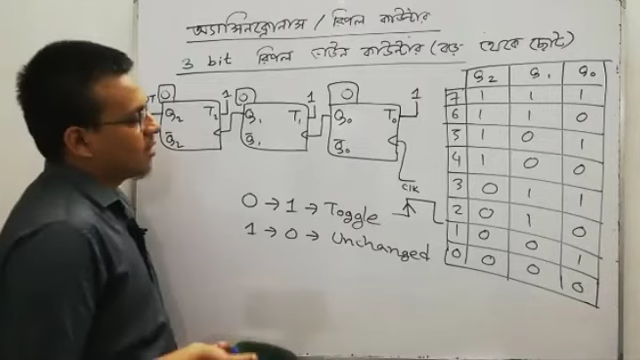 অ্যাসিনক্রোনাস / রিপল কাউন্টার
3 bit রিপল ডাউন কাউন্টার (বড় থেকে ছোট)
0 0 0
1 1 1
Q₂ T₂ Q₁ T₁ Q₀ T₀
Q̅₂ Q̅₁ Q̅₀
CLK
0 → 1 → Toggle
1 → 0 → Unchanged
Q₂ Q₁ Q₀
7 1 1 1
6 1 1 0
5 1 0 1
4 1 0 0
3 0 1 1
2 0 1 0
1 0 0 1
0 0 0 0